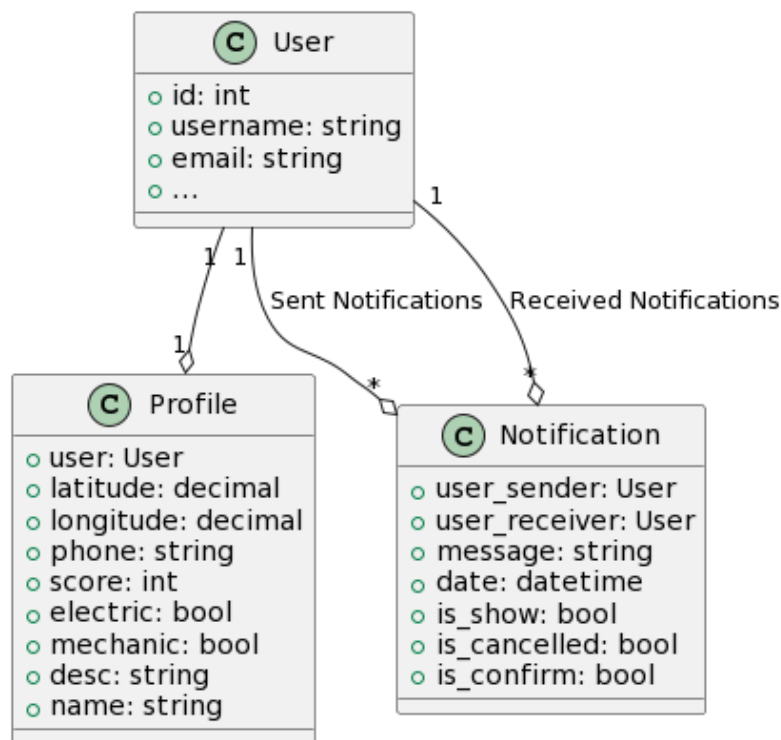 C User
id: int
username: string
email: string
...
1
1
1
Sent Notifications
Received Notifications
1
*
*
C Profile
user: User
latitude: decimal
longitude: decimal
phone: string
score: int
electric: bool
mechanic: bool
desc: string
name: string
C Notification
user_sender: User
user_receiver: User
message: string
date: datetime
is_show: bool
is_cancelled: bool
is_confirm: bool